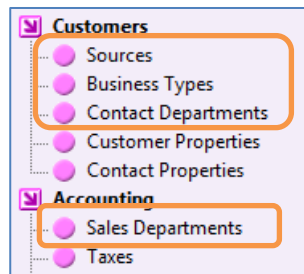 Customers
Sources
Business Types
Contact Departments
Customer Properties
Contact Properties
Accounting
Sales Departments
Taxes